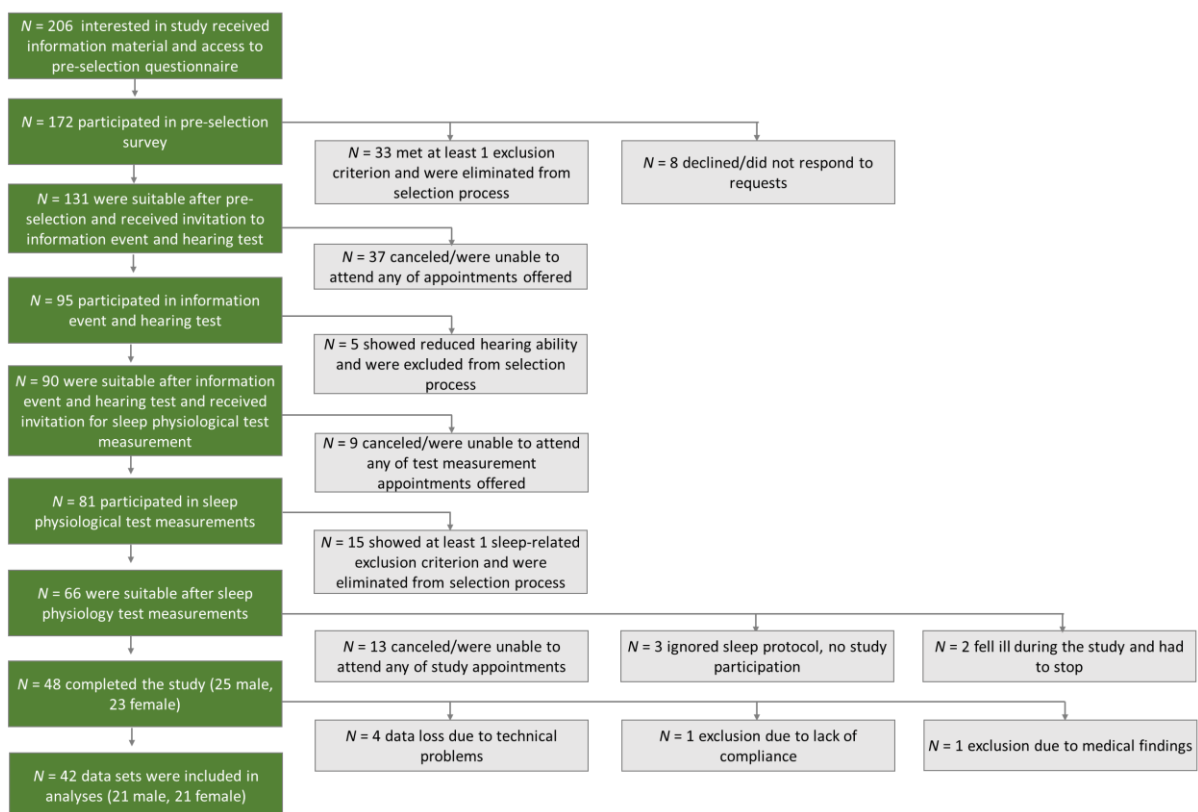 N = 206 interested in study received
information material and access to
pre-selection questionnaire
N = 172 participated in pre-selection
survey
N = 33 met at least 1 exclusion
criterion and were eliminated from
selection process
N = 8 declined/did not respond to
requests
N = 131 were suitable after pre-
selection and received invitation to
information event and hearing test
N = 37 canceled/were unable to
attend any of appointments offered
N = 95 participated in information
event and hearing test
N = 5 showed reduced hearing ability
and were excluded from selection
process
N = 90 were suitable after information
event and hearing test and received
invitation for sleep physiological test
measurement
N = 9 canceled/were unable to attend
any of test measurement
appointments offered
N = 81 participated in sleep
physiological test measurements
N = 15 showed at least 1 sleep-related
exclusion criterion and were
eliminated from selection process
N = 66 were suitable after sleep
physiology test measurements
N = 13 canceled/were unable to
attend any of study appointments
N = 3 ignored sleep protocol, no study
participation
N = 2 fell ill during the study and had
to stop
N = 48 completed the study (25 male,
23 female)
N = 4 data loss due to technical
problems
N = 1 exclusion due to lack of
compliance
N = 1 exclusion due to medical findings
N = 42 data sets were included in
analyses (21 male, 21 female)